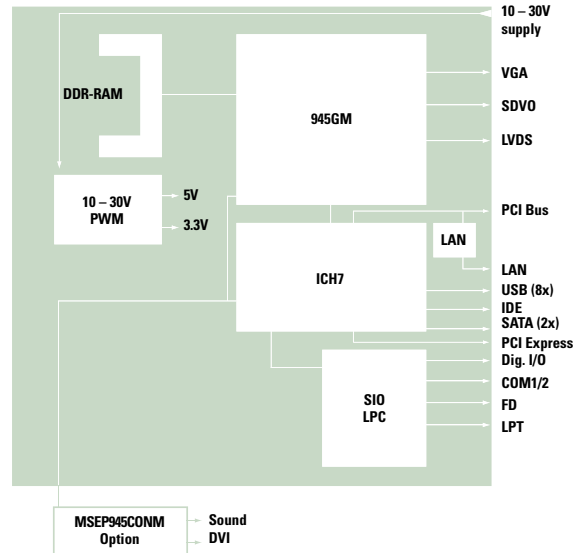 10 – 30V
supply
VGA
DDR-RAM
SDVO
945GM
LVDS
10 – 30V
PWM
5V
3.3V
PCI Bus
LAN
ICH7
LAN
USB (8x)
IDE
SATA (2x)
PCI Express
Dig. I/O
COM1/2
SIO
LPC
FD
LPT
MSEP945CONM
Option
Sound
DVI